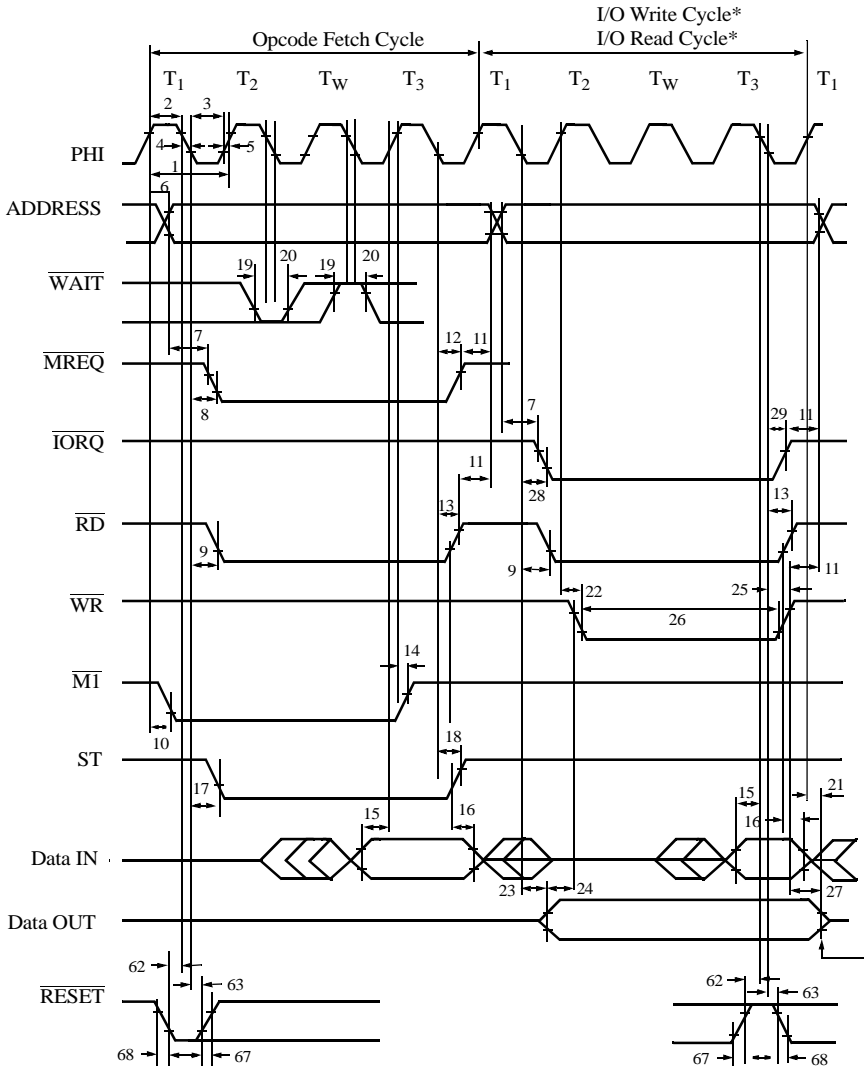 I/O Write Cycle*
Opcode Fetch Cycle I/O Read Cycle*
T1 T2 TW T3 T1 T2 TW T3 T1
2 3
PHI
4 5
1
6
ADDRESS
19 20 19 20
WAIT
7 12 11
MREQ
8 7 29 11
IORQ
11 28
13 13
RD
9 9 11
22 25
WR
26
14
M1
10 18
ST
17 21
15 15
16 16
Data IN
23 24 27
Data OUT
62 63 62 63
RESET
68 67 67 68